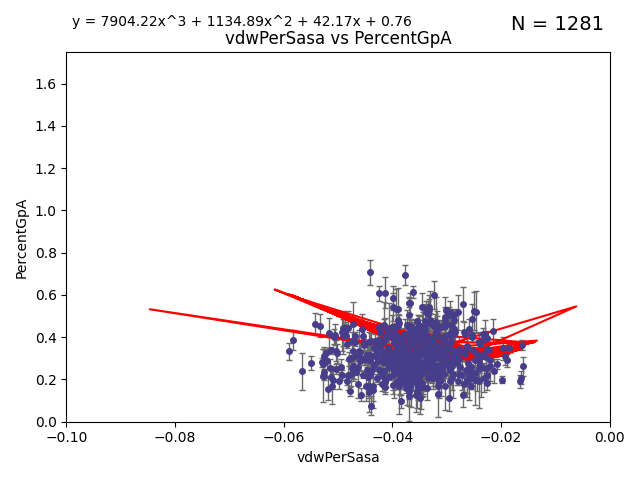 y = 7904.22x^3 + 1134.89x^2 + 42.17x + 0.76
N = 1281
vdwPerSasa vs PercentGpA
1.6
1.4
1.2
1.0
0.8
0.6
0.4
0.2
0.0
PercentGpA
−0.10 −0.08 −0.06 −0.04 −0.02 0.00
vdwPerSasa